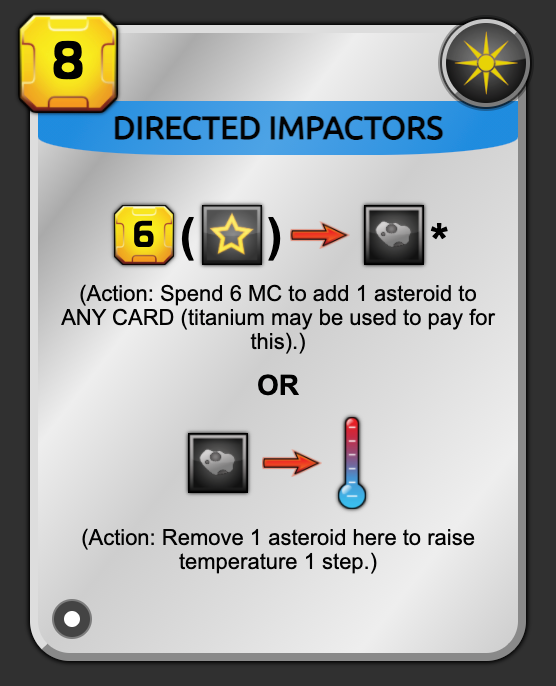 8
DIRECTED IMPACTORS
6 ( ) *
(Action: Spend 6 MC to add 1 asteroid to
ANY CARD (titanium may be used to pay for
this).)
OR
(Action: Remove 1 asteroid here to raise
temperature 1 step.)